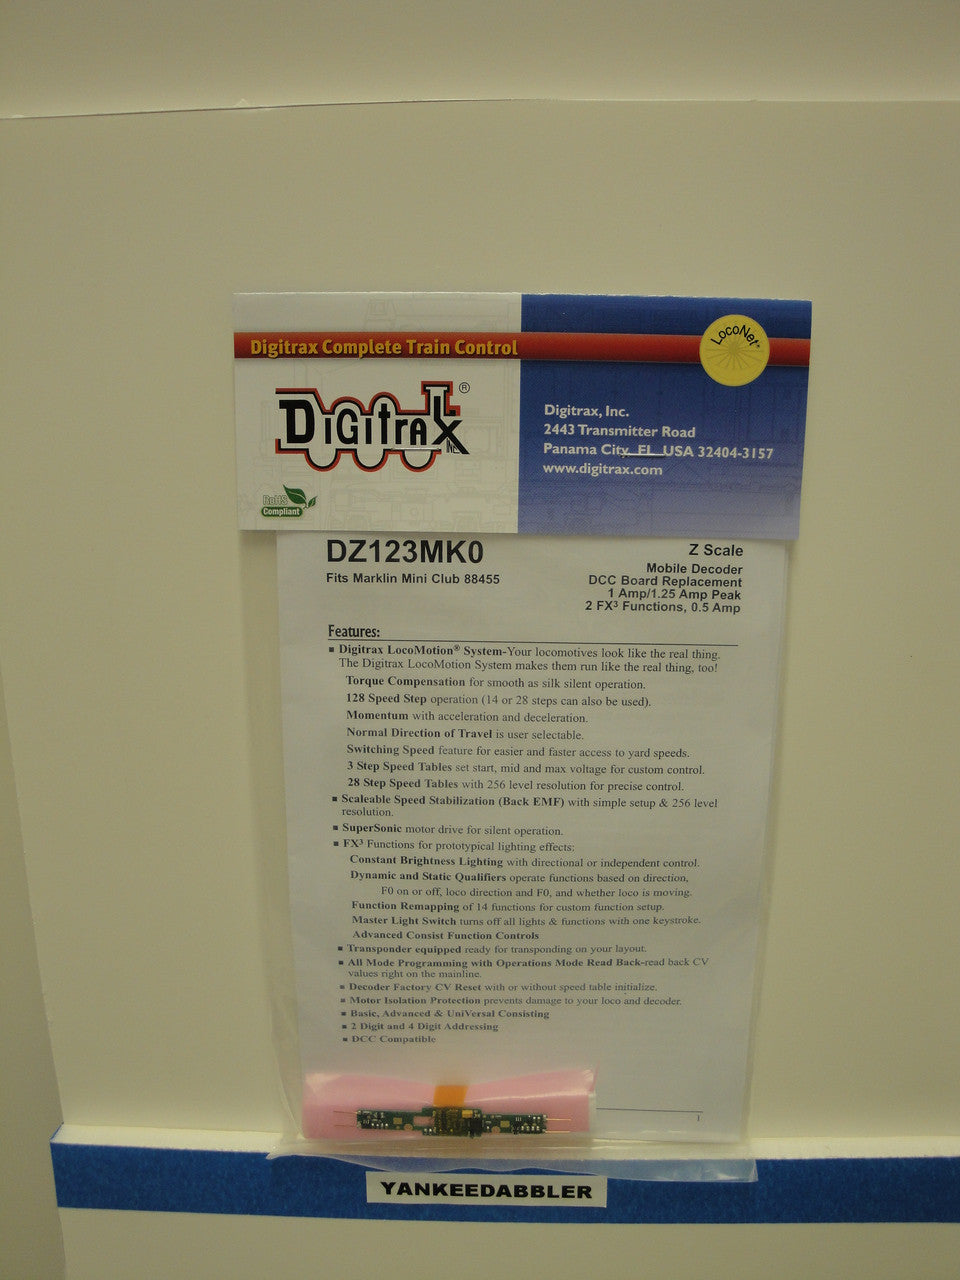 Digitrax Complete Train Control
LocoNet®
DIGITRAX ®
INC
RoHS
Compliant
Digitrax, Inc.
2443 Transmitter Road
Panama City, FL USA 32404-3157
www.digitrax.com
DZ123MK0
Fits Marklin Mini Club 88455
Z Scale
Mobile Decoder
DCC Board Replacement
1 Amp/1.25 Amp Peak
2 FX³ Functions, 0.5 Amp
Features:
▪ Digitrax LocoMotion® System-Your locomotives look like the real thing.
The Digitrax LocoMotion System makes them run like the real thing, too!
Torque Compensation for smooth as silk silent operation.
128 Speed Step operation (14 or 28 steps can also be used).
Momentum with acceleration and deceleration.
Normal Direction of Travel is user selectable.
Switching Speed feature for easier and faster access to yard speeds.
3 Step Speed Tables set start, mid and max voltage for custom control.
28 Step Speed Tables with 256 level resolution for precise control.
▪ Scaleable Speed Stabilization (Back EMF) with simple setup & 256 level
resolution.
▪ SuperSonic motor drive for silent operation.
▪ FX³ Functions for prototypical lighting effects:
Constant Brightness Lighting with directional or independent control.
Dynamic and Static Qualifiers operate functions based on direction,
F0 on or off, loco direction and F0, and whether loco is moving.
Function Remapping of 14 functions for custom function setup.
Master Light Switch turns off all lights & functions with one keystroke.
Advanced Consist Function Controls
▪ Transponder equipped ready for transponding on your layout.
▪ All Mode Programming with Operations Mode Read Back-read back CV
values right on the mainline.
▪ Decoder Factory CV Reset with or without speed table initialize.
▪ Motor Isolation Protection prevents damage to your loco and decoder.
▪ Basic, Advanced & UniVersal Consisting
▪ 2 Digit and 4 Digit Addressing
▪ DCC Compatible
1
YANKEEDABBLER